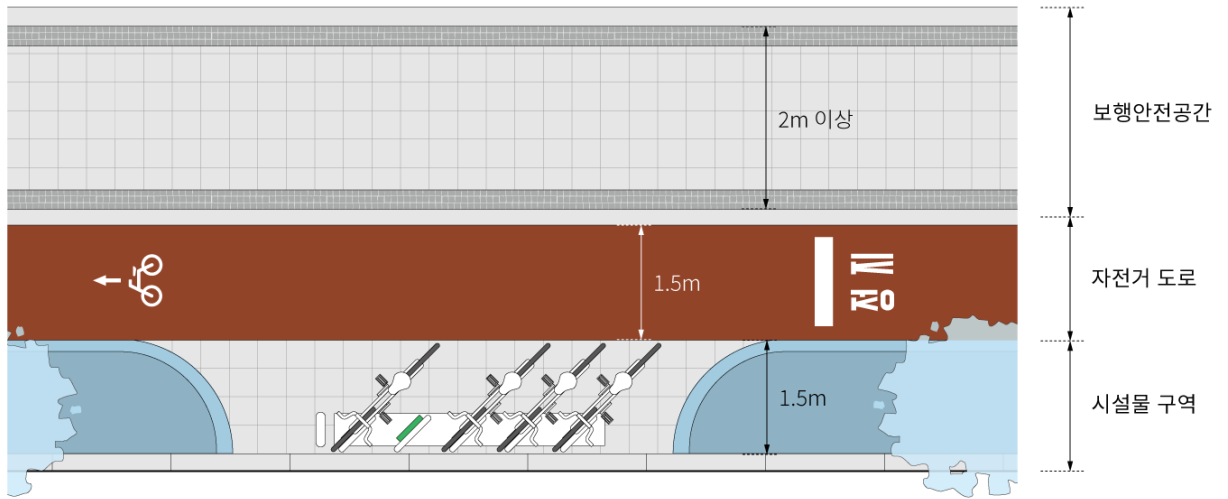 2m 이상
보행안전공간
1.5m
정지
자전거 도로
1.5m
시설물 구역